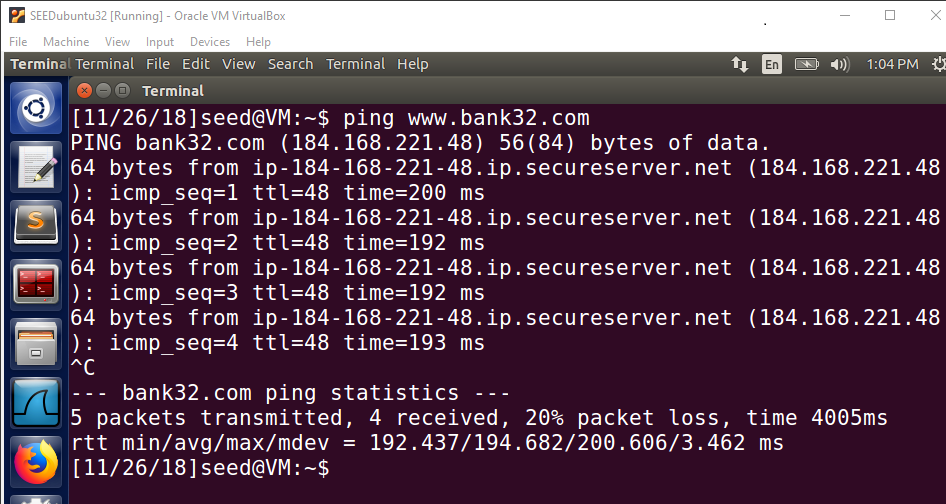 SEEDubuntu32 [Running] - Oracle VM VirtualBox
File Machine View Input Devices Help
Terminal Terminal File Edit View Search Terminal Help En 1:04 PM
Terminal
[11/26/18]seed@VM:~$ ping www.bank32.com
PING bank32.com (184.168.221.48) 56(84) bytes of data.
64 bytes from ip-184-168-221-48.ip.secureserver.net (184.168.221.48
): icmp_seq=1 ttl=48 time=200 ms
64 bytes from ip-184-168-221-48.ip.secureserver.net (184.168.221.48
): icmp_seq=2 ttl=48 time=192 ms
64 bytes from ip-184-168-221-48.ip.secureserver.net (184.168.221.48
): icmp_seq=3 ttl=48 time=192 ms
64 bytes from ip-184-168-221-48.ip.secureserver.net (184.168.221.48
): icmp_seq=4 ttl=48 time=193 ms
^C
--- bank32.com ping statistics ---
5 packets transmitted, 4 received, 20% packet loss, time 4005ms
rtt min/avg/max/mdev = 192.437/194.682/200.606/3.462 ms
[11/26/18]seed@VM:~$